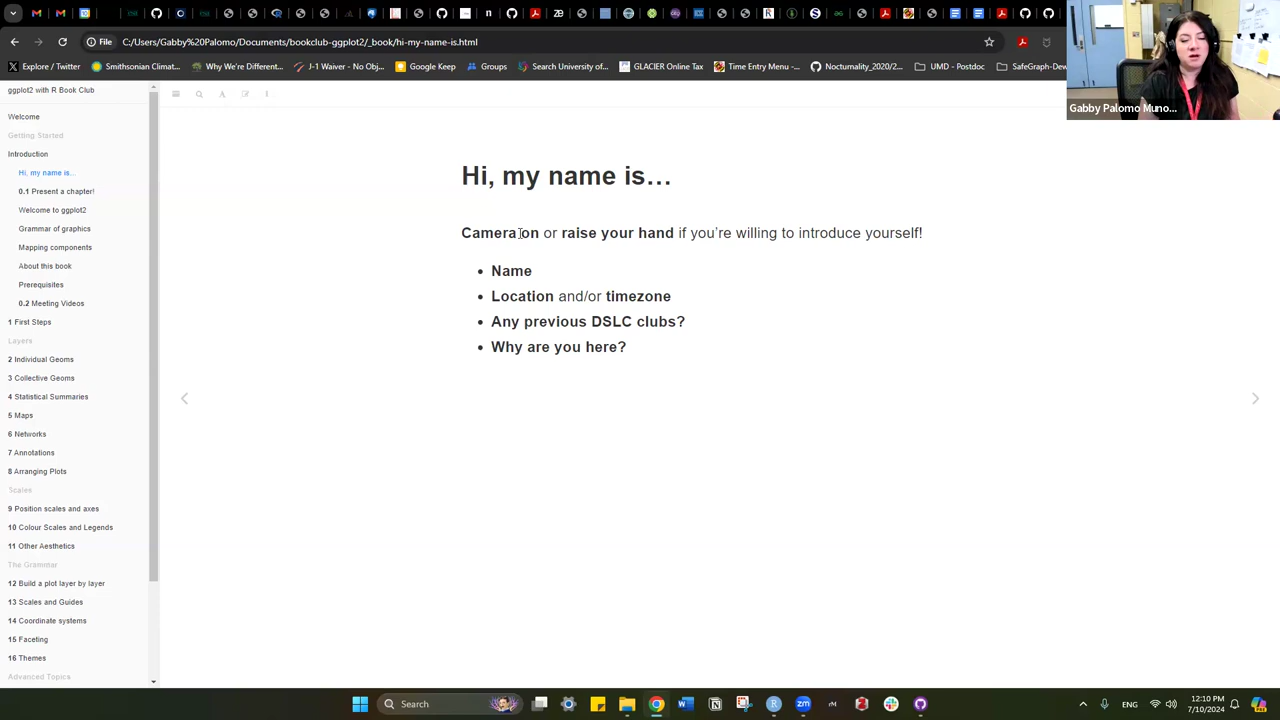 File
C:/Users/Gabby%20Palomo/Documents/bookclub-ggplot2/_book/hi-my-name-is.html
Explore / Twitter
Smithsonian Climat...
Why We're Different...
J-1 Waiver - No Obj...
Google Keep
Search | University of...
GLACIER Online Tax
Time Entry Menu -...
Nocturnality_2020/2...
UMD - Postdoc
SafeGraph-Dewe
Gabby Palomo Muno...
ggplot2 with R Book Club
Welcome
Getting Started
Introduction
Hi, my name is...
0.1 Present a chapter!
Welcome to ggplot2
Grammar of graphics
Mapping components
About this book
Prerequisites
0.2 Meeting Videos
1 First Steps
Layers
2 Individual Geoms
3 Collective Geoms
4 Statistical Summaries
5 Maps
6 Networks
7 Annotations
8 Arranging Plots
Scales
9 Position scales and axes
10 Colour Scales and Legends
11 Other Aesthetics
The Grammar
12 Build a plot layer by layer
13 Scales and Guides
14 Coordinate systems
15 Faceting
16 Themes
Advanced Topics
Hi, my name is…
Camera on or raise your hand if you're willing to introduce yourself!
• Name
• Location and/or timezone
• Any previous DSLC clubs?
• Why are you here?
Search
ENG
12:10 PM
7/10/2024